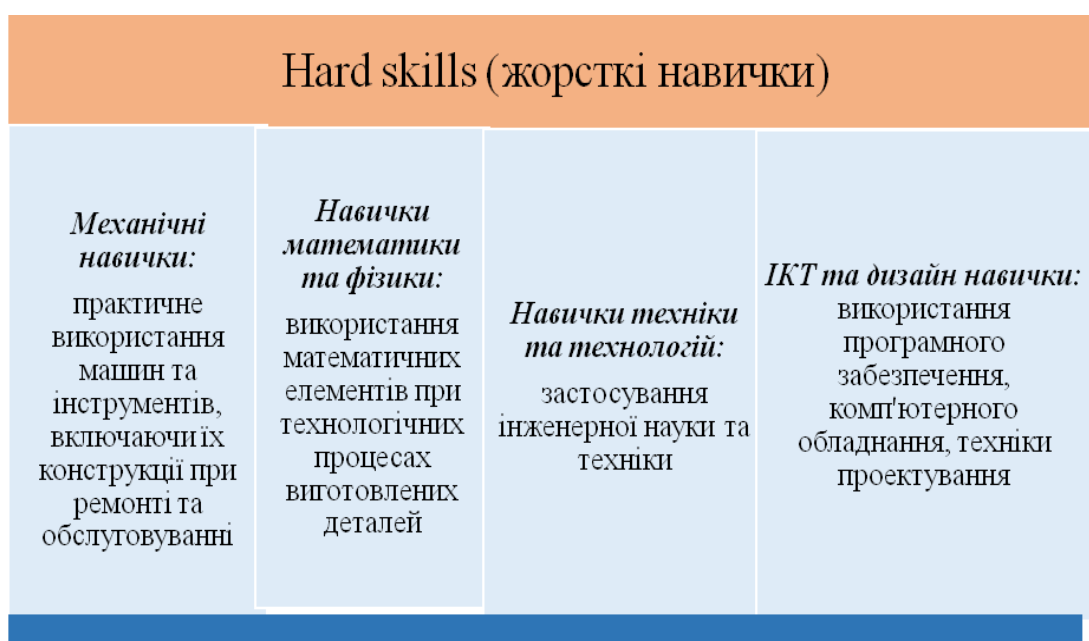 Hard skills (жорсткі навички)
Механічні
навички:
практичне
використання
машин та
інструментів,
включаючи їх
конструкції при
ремонті та
обслуговуванні
Навички
математики
та фізики:
використання
математичних
елементів при
технологічних
процесах
виготовлених
деталей
Навички техніки
та технологій:
застосування
інженерної науки та
техніки
ІКТ та дизайн навички:
використання
програмного
забезпечення,
комп'ютерного
обладнання, техніки
проектування